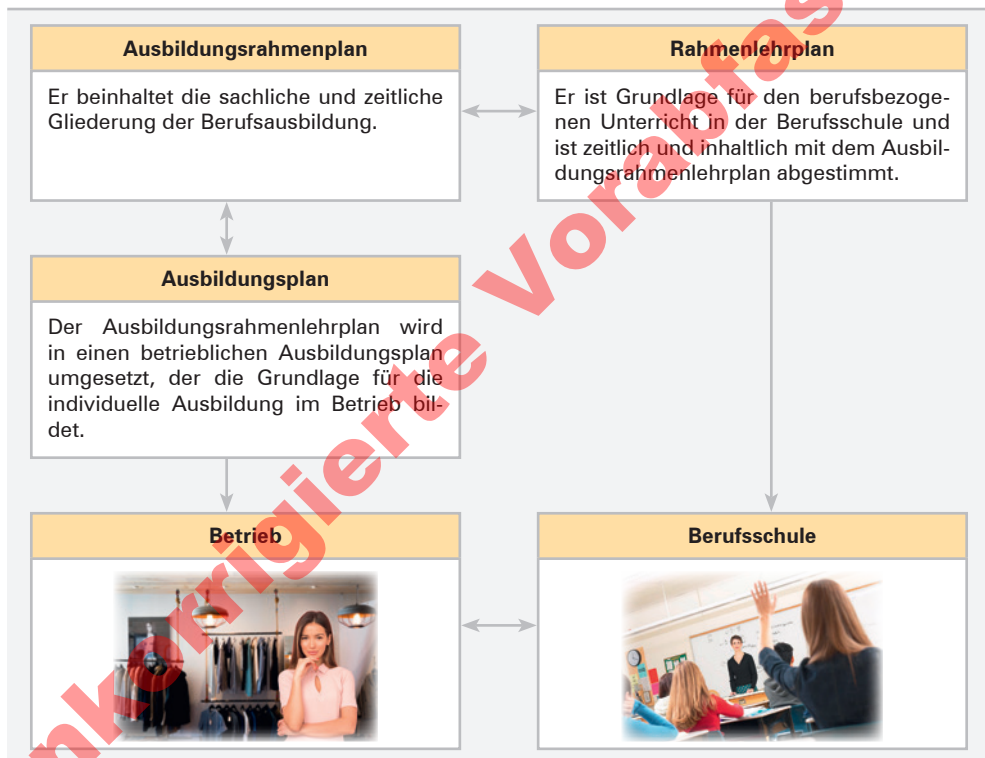 Ausbildungsrahmenplan
Er beinhaltet die sachliche und zeitliche
Gliederung der Berufsausbildung.
Rahmenlehrplan
Er ist Grundlage für den berufsbezoge-
nen Unterricht in der Berufsschule und
ist zeitlich und inhaltlich mit dem Ausbil-
dungsrahmenlehrplan abgestimmt.
Ausbildungsplan
Der Ausbildungsrahmenlehrplan wird
in einen betrieblichen Ausbildungsplan
umgesetzt, der die Grundlage für die
individuelle Ausbildung im Betrieb bil-
det.
Betrieb
Berufsschule
nkorrigierte Vorabfas